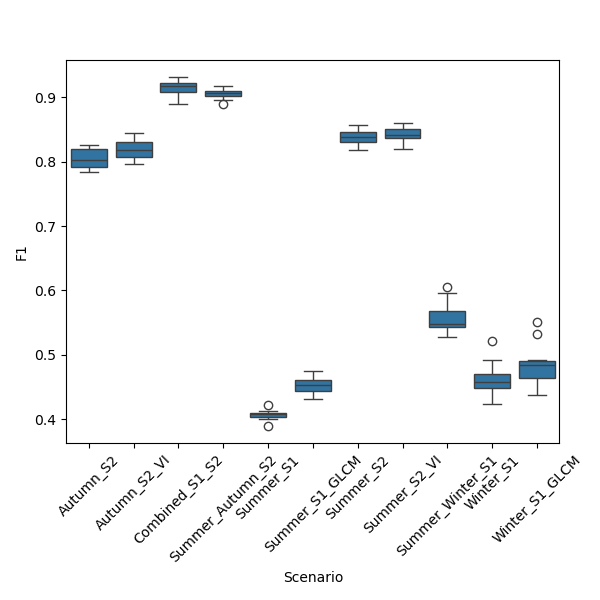 0.9
0.8
0.7
0.6
0.5
0.4
F1
Autumn_S2
Autumn_S2_VI
Combined_S1_S2
Summer_Autumn_S2
Summer_S1
Summer_S1_GLCM
Summer_S2
Summer_S2_VI
Summer_Winter_S1
Winter_S1
Winter_S1_GLCM
Scenario